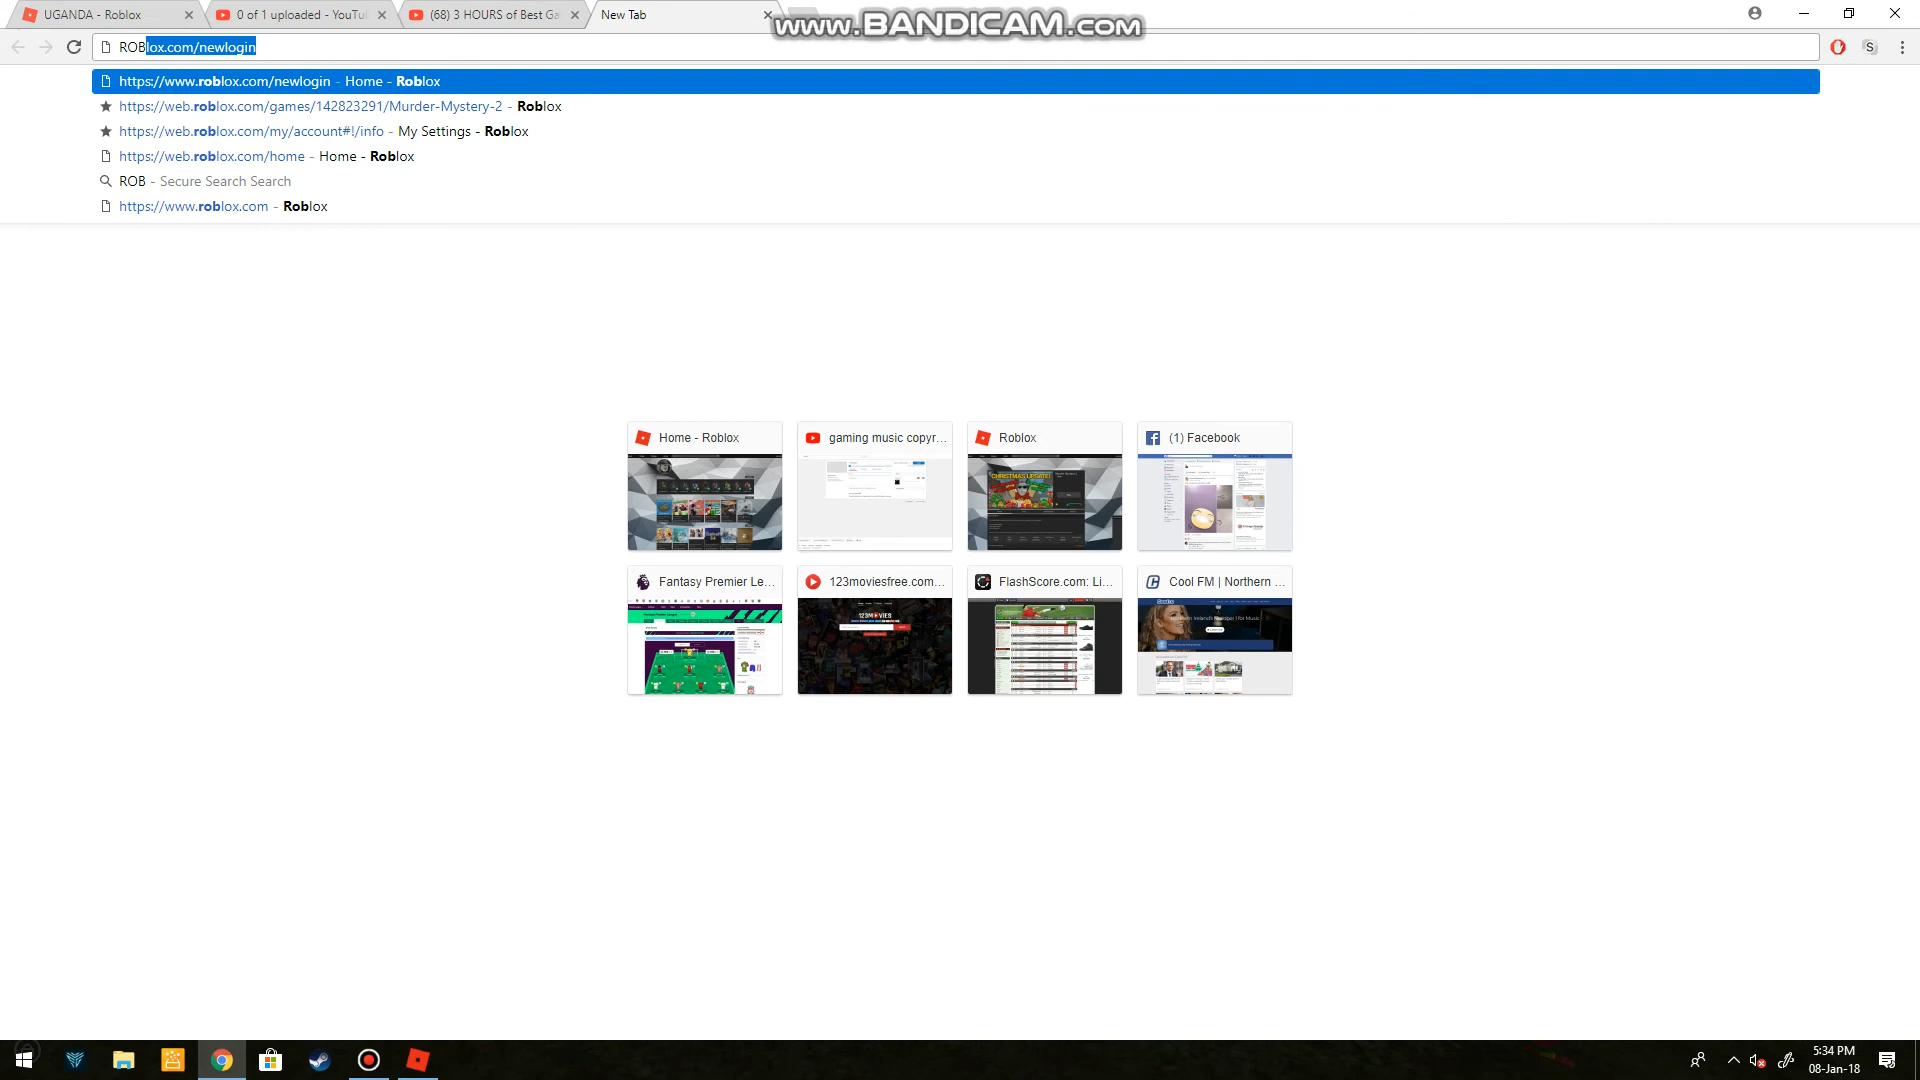 UGANDA - Roblox
0 of 1 uploaded - YouTu
(68) 3 HOURS of Best Ga
New Tab
www.BANDICAM.com
ROBlox.com/newlogin
https://www.roblox.com/newlogin - Home - Roblox
https://web.roblox.com/games/142823291/Murder-Mystery-2 - Roblox
https://web.roblox.com/my/account#!/info - My Settings - Roblox
https://web.roblox.com/home - Home - Roblox
ROB - Secure Search Search
https://www.roblox.com - Roblox
Home - Roblox
gaming music copyr...
Roblox
(1) Facebook
CHRISTMAS UPDATE!
Fantasy Premier Le...
123moviesfree.com...
FlashScore.com: Li...
Cool FM | Northern ...
5:34 PM
08-Jan-18